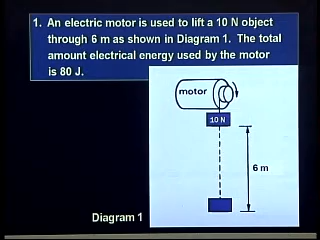 1. An electric motor is used to lift a 10 N object
through 6 m as shown in Diagram 1. The total
amount electrical energy used by the motor
is 80 J.
motor
10 N
6 m
Diagram 1